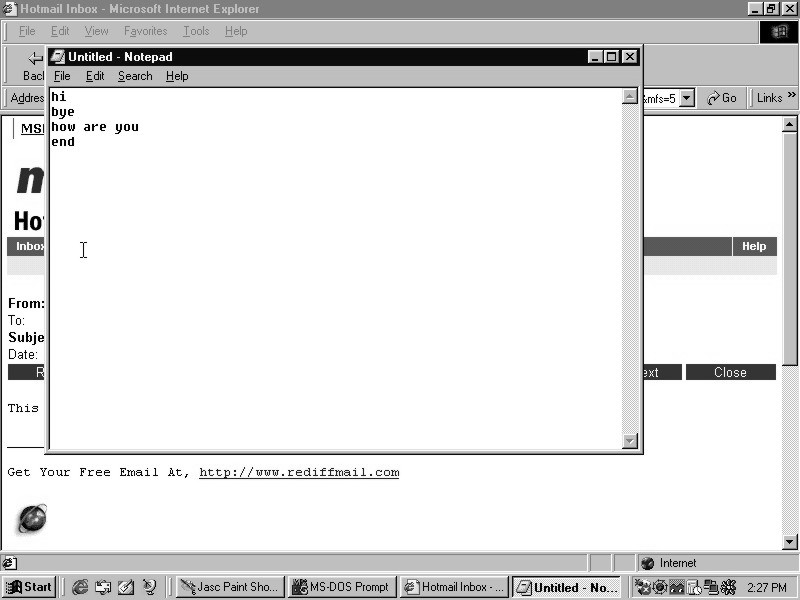 Hotmail Inbox - Microsoft Internet Explorer
File Edit View Favorites Tools Help
Untitled - Notepad
File Edit Search Help
hi
bye
how are you
end
Back
Addres
&mfs=5
Go
Links »
MS
m
Ho
Inbox
Help
From:
To:
Subje
Date:
R
ext
Close
This
Get Your Free Email At, http://www.rediffmail.com
Internet
Start
Jasc Paint Sho...
MS-DOS Prompt
Hotmail Inbox - ...
Untitled - No...
2:27 PM